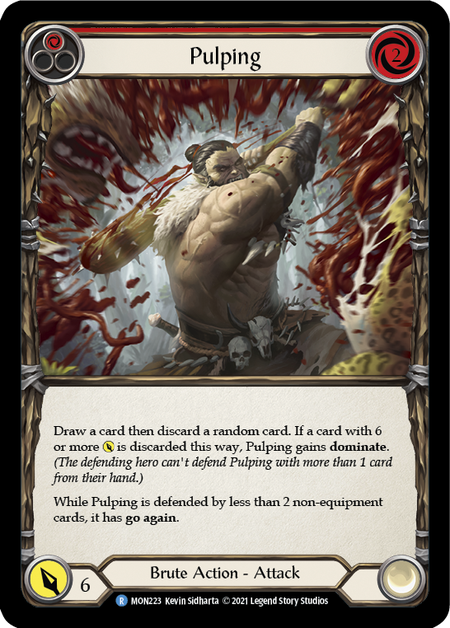 2
Pulping
Draw a card then discard a random card. If a card with 6
or more is discarded this way, Pulping gains dominate.
(The defending hero can't defend Pulping with more than 1 card
from their hand.)
While Pulping is defended by less than 2 non-equipment
cards, it has go again.
6
Brute Action - Attack
R MON223 Kevin Sidharta © 2021 Legend Story Studios